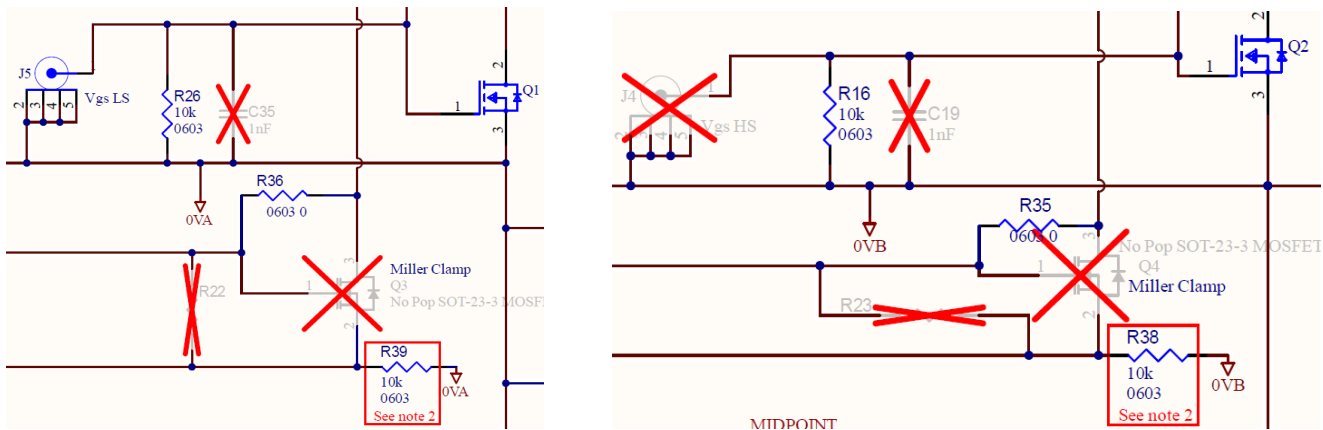 J5
2
3
4
5
Vgs LS
R26
10k
0603
C35
1nF
1
2
3
Q1
0VA
R36
0603 0
R22
3
Miller Clamp
Q3
1
No Pop SOT-23-3 MOSFET
2
R39
10k
0603
See note 2
0VA
J4
1
2
3
4
5
Vgs HS
R16
10k
0603
C19
1nF
1
2
3
Q2
0VB
R35
0603 0
3
No Pop SOT-23-3 MOSFET
Q4
1
Miller Clamp
R23
2
R38
10k
0603
See note 2
0VB
MIDPOINT